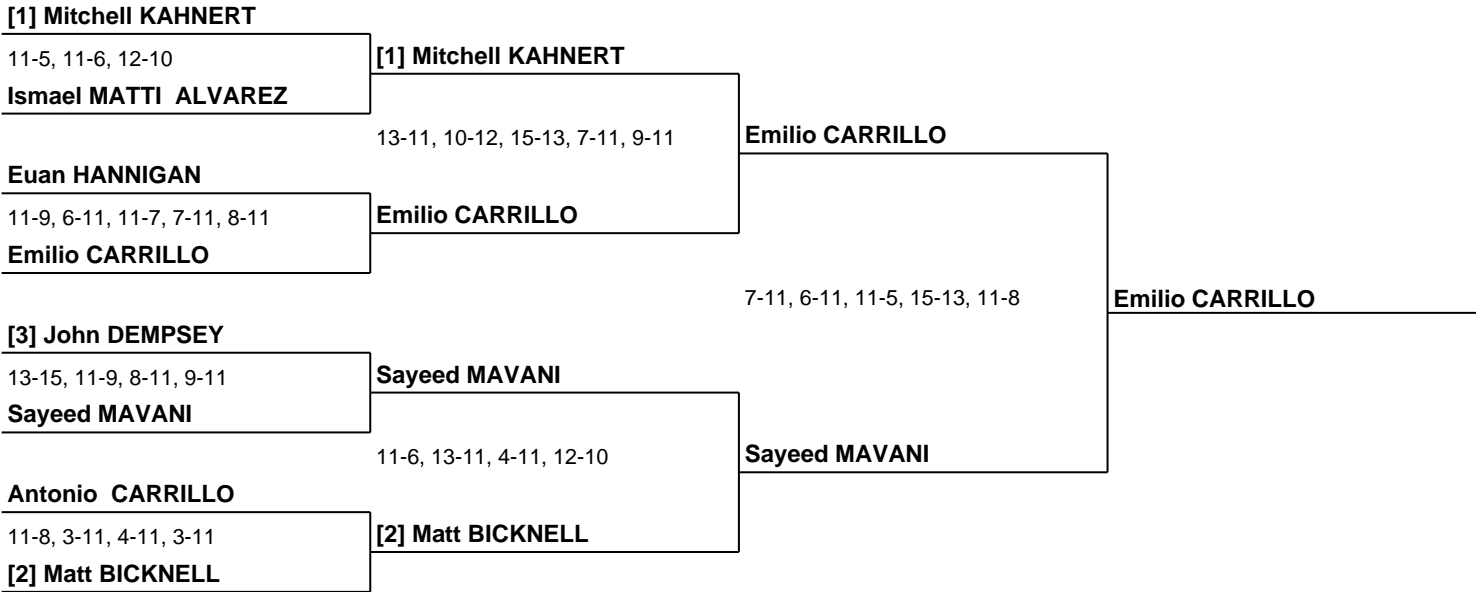 [1] Mitchell KAHNERT
11-5, 11-6, 12-10
[1] Mitchell KAHNERT
Ismael MATTI  ALVAREZ
13-11, 10-12, 15-13, 7-11, 9-11
Emilio CARRILLO
Euan HANNIGAN
11-9, 6-11, 11-7, 7-11, 8-11
Emilio CARRILLO
Emilio CARRILLO
7-11, 6-11, 11-5, 15-13, 11-8
Emilio CARRILLO
[3] John DEMPSEY
13-15, 11-9, 8-11, 9-11
Sayeed MAVANI
Sayeed MAVANI
11-6, 13-11, 4-11, 12-10
Sayeed MAVANI
Antonio  CARRILLO
11-8, 3-11, 4-11, 3-11
[2] Matt BICKNELL
[2] Matt BICKNELL